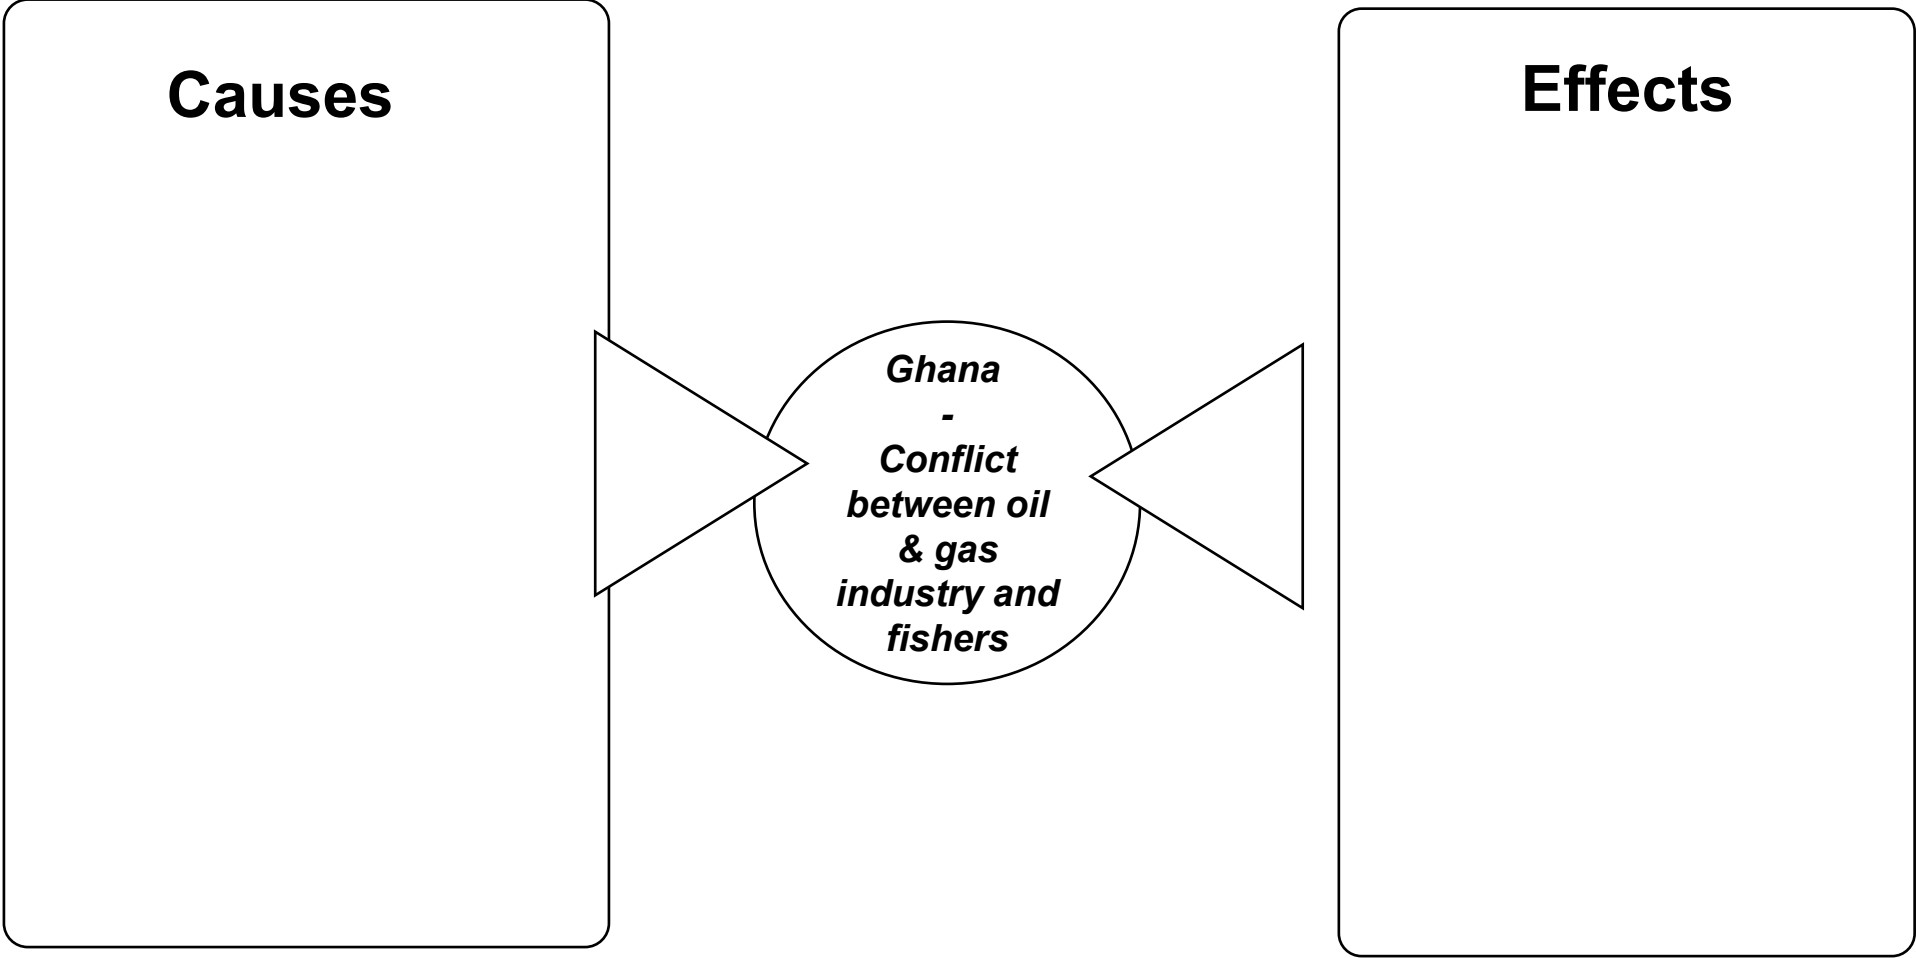 Causes
Effects
Ghana
-
Conflict
between oil
& gas
industry and
fishers